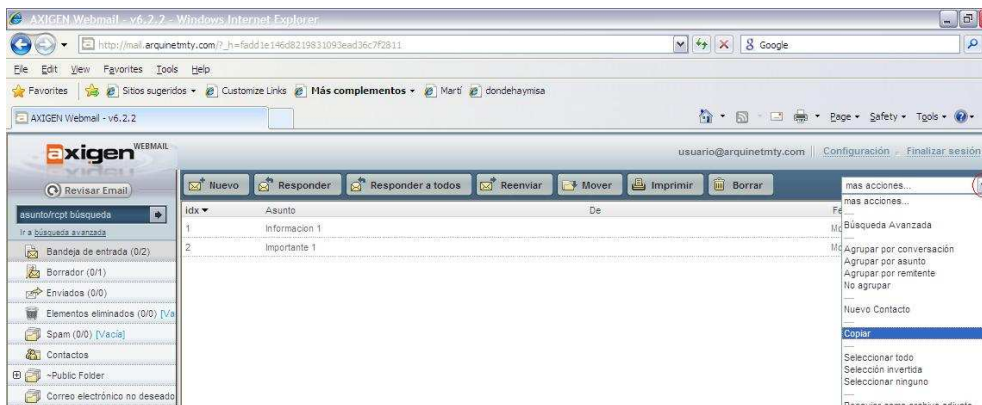 AXIGEN Webmail - v6.2.2 - Windows Internet Explorer
http://mail.arquinetmty.com/?_h=fadd1e146d8219831093ead36c7f2811
Google
File Edit View Favorites Tools Help
Favorites Sitios sugeridos Customize Links Más complementos Martí dondehaymisa
AXIGEN Webmail - v6.2.2
Page Safety Tools
axigen WEBMAIL
usuario@arquinetmty.com || Configuración Finalizar sesión
Revisar Email
Nuevo Responder Responder a todos Reenviar Mover Imprimir Borrar
mas acciones...
asunto/rcpt búsqueda
Ir a búsqueda avanzada
idx Asunto De Fe
1 Informacion 1
2 Importante 1
Bandeja de entrada (0/2)
Borrador (0/1)
Enviados (0/0)
Elementos eliminados (0/0) [Va
Spam (0/0) [Vacía]
Contactos
~Public Folder
Correo electrónico no deseado
mas acciones...
----
Búsqueda Avanzada
----
Agrupar por conversación
Agrupar por asunto
Agrupar por remitente
No agrupar
----
Nuevo Contacto
----
Copiar
----
Seleccionar todo
Selección invertida
Seleccionar ninguno
----